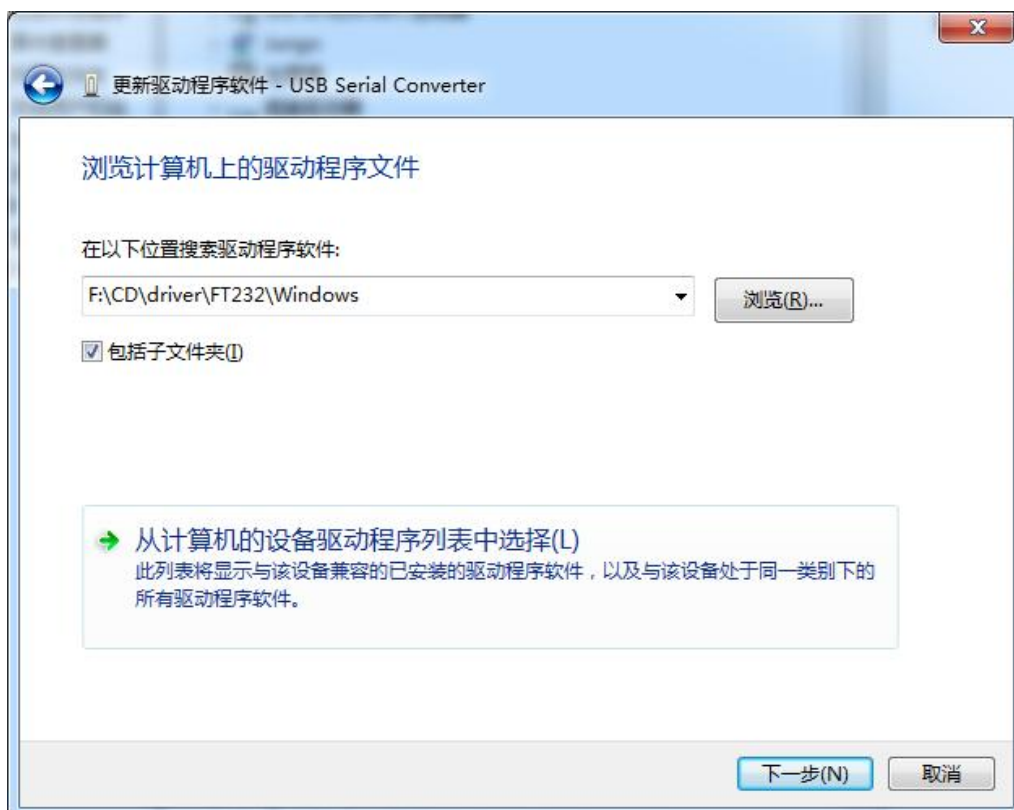 更新驱动程序软件 - USB Serial Converter
浏览计算机上的驱动程序文件
在以下位置搜索驱动程序软件:
F:\CD\driver\FT232\Windows
浏览(R)...
包括子文件夹(I)
从计算机的设备驱动程序列表中选择(L)
此列表将显示与该设备兼容的已安装的驱动程序软件，以及与该设备处于同一类别下的
所有驱动程序软件。
下一步(N)
取消